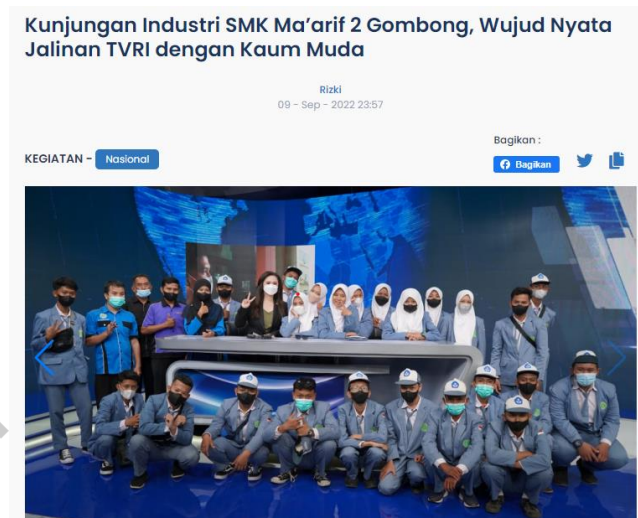 Kunjungan Industri SMK Ma’arif 2 Gombong, Wujud Nyata
Jalinan TVRI dengan Kaum Muda
Rizki
09 - Sep - 2022 23:57
Bagikan :
KEGIATAN - Nasional
Bagikan